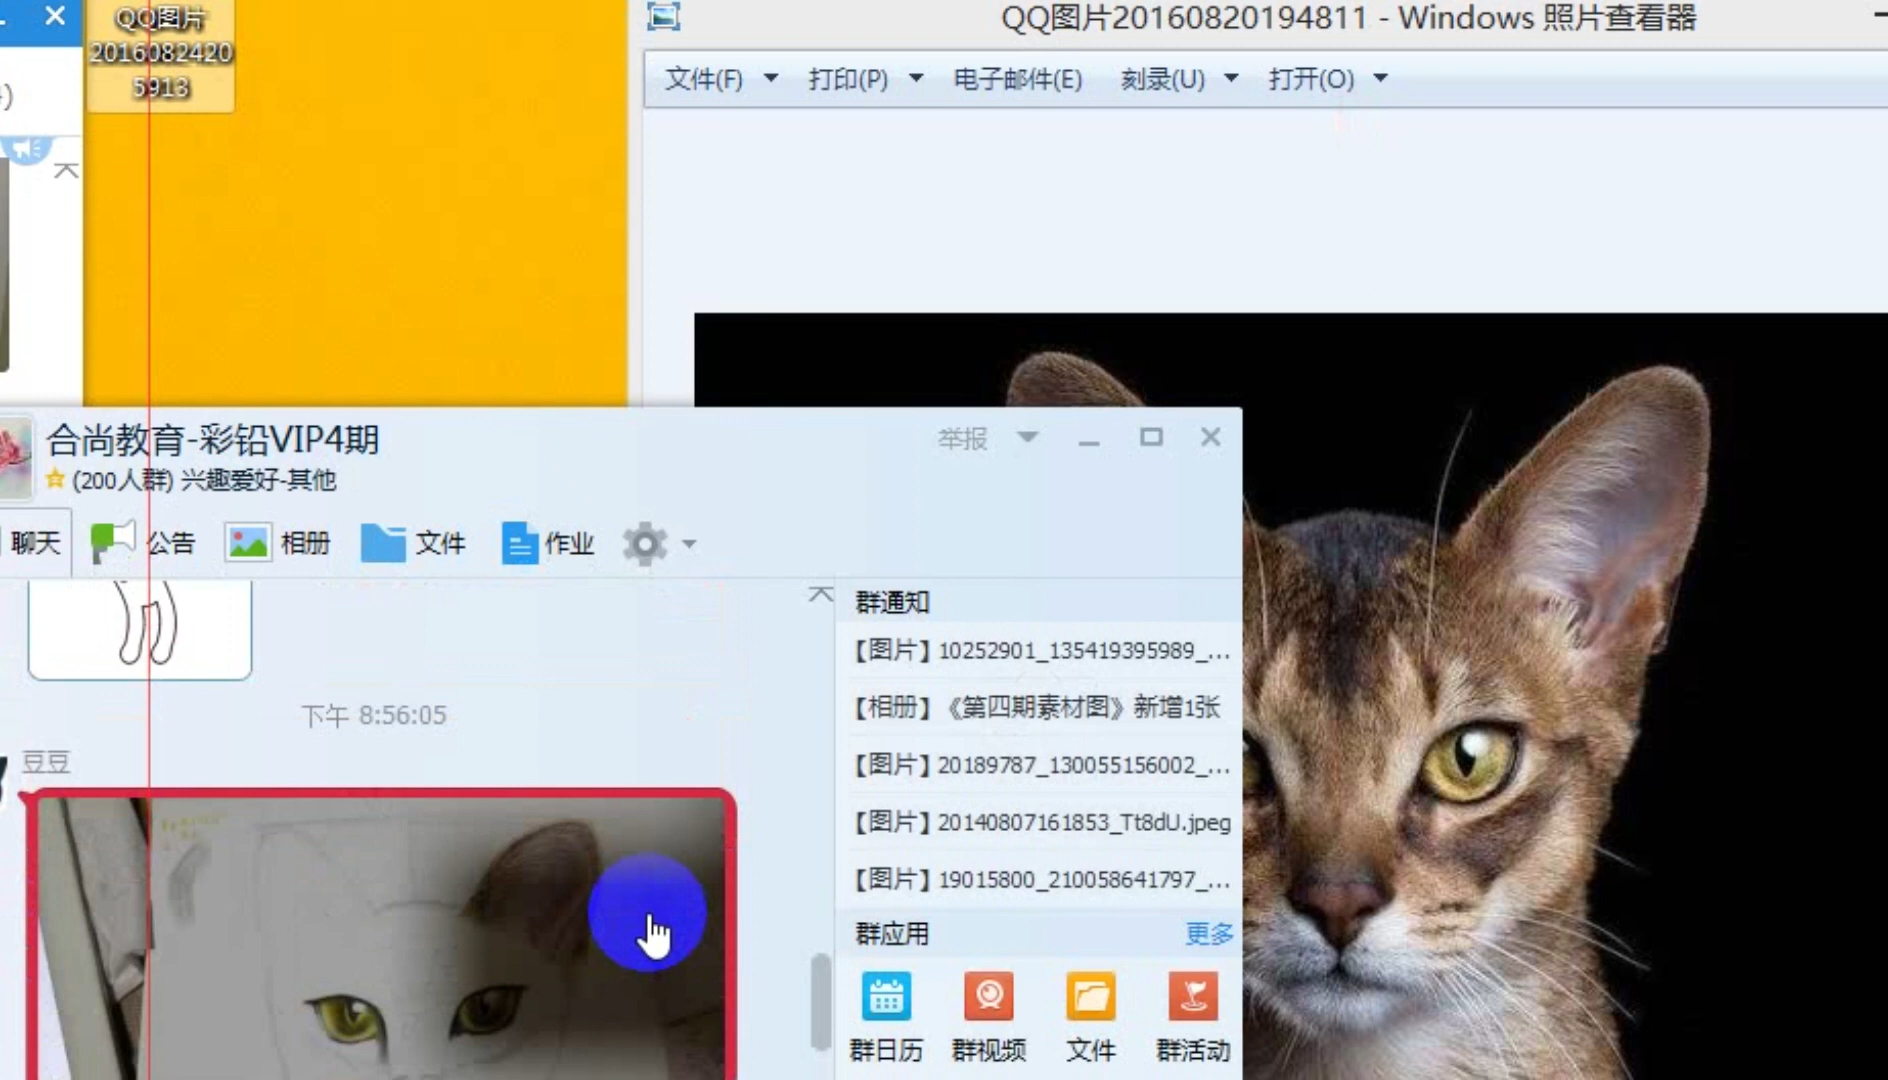 QQ图片
2016082420
5913
QQ图片20160820194811 - Windows 照片查看器
文件(F)
打印(P)
电子邮件(E)
刻录(U)
打开(O)
合尚教育-彩铅VIP4期
(200人群) 兴趣爱好-其他
举报
聊天
公告
相册
文件
作业
下午 8:56:05
豆豆
群通知
【图片】10252901_135419395989_...
【相册】《第四期素材图》新增1张
【图片】20189787_130055156002_...
【图片】20140807161853_Tt8dU.jpeg
【图片】19015800_210058641797_...
群应用
更多
群日历
群视频
文件
群活动